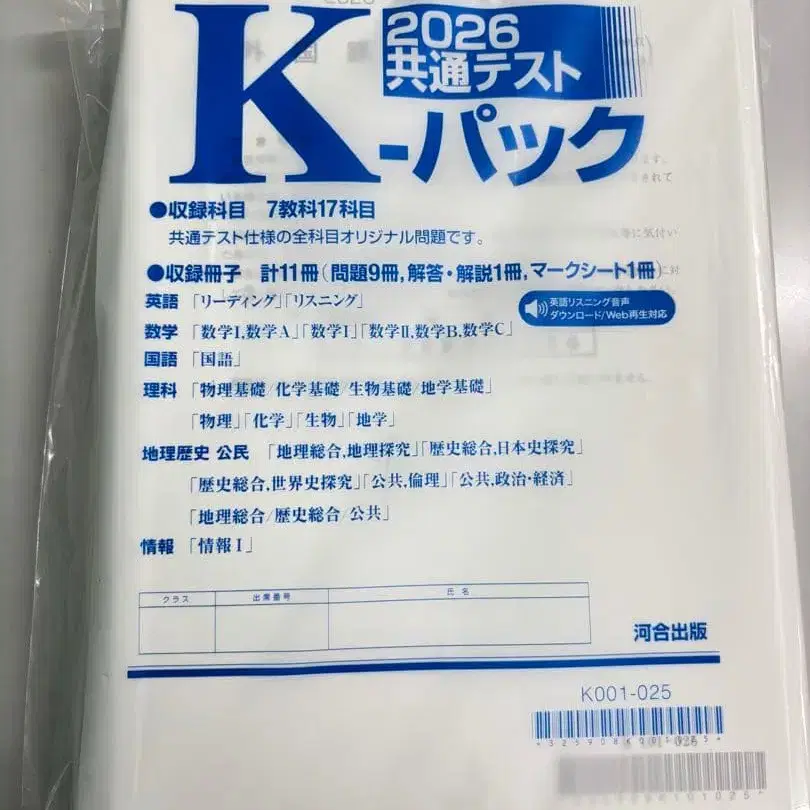 K-パック
2026
共通テスト
●収録科目 7教科17科目
共通テスト仕様の全科目オリジナル問題です。
●収録冊子 計11冊(問題9冊,解答・解説1冊,マークシート1冊)
英語 「リーディング」「リスニング」
英語リスニング音声
ダウンロード/Web再生対応
数学 「数学I,数学A」「数学I」「数学II,数学B,数学C」
国語 「国語」
理科 「物理基礎/化学基礎/生物基礎/地学基礎」
「物理」「化学」「生物」「地学」
地理歴史 公民 「地理総合,地理探究」「歴史総合,日本史探究」
「歴史総合,世界史探究」「公共,倫理」「公共,政治・経済」
「地理総合/歴史総合/公共」
情報 「情報I」
クラス 出席番号 氏名
河合出版
K001-025